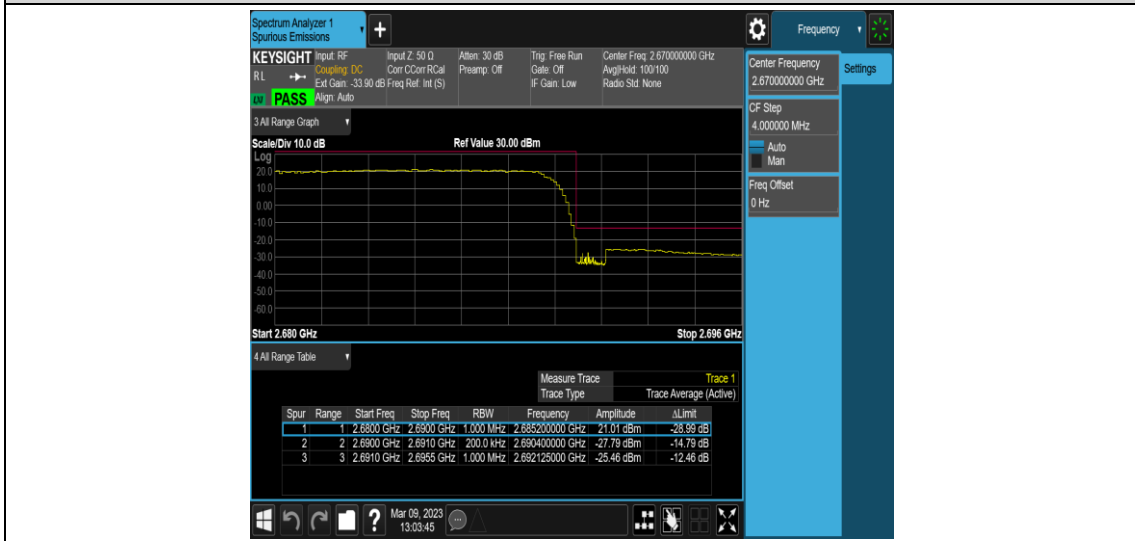 Spectrum Analyzer 1
Spurious Emissions
+
Frequency
KEYSIGHT Input: RF Input Z: 50 Ω Atten: 30 dB Trig: Free Run Center Freq: 2.670000000 GHz
RL Coupling: DC Corr CCorr RCal Preamp: Off Gate: Off Avg|Hold: 100/100
Ext Gain: -33.90 dB Freq Ref: Int (S) IF Gain: Low Radio Std: None
LXI PASS Align: Auto
Center Frequency
2.670000000 GHz
Settings
CF Step
4.000000 MHz
Auto
Man
Freq Offset
0 Hz
3 All Range Graph
Scale/Div 10.0 dB Ref Value 30.00 dBm
Log
20.0
10.0
0.00
-10.0
-20.0
-30.0
-40.0
-50.0
-60.0
Start 2.680 GHz Stop 2.696 GHz
4 All Range Table
Measure Trace Trace 1
Trace Type Trace Average (Active)
Spur Range Start Freq Stop Freq RBW Frequency Amplitude ΔLimit
1 1 2.6800 GHz 2.6900 GHz 1.000 MHz 2.685200000 GHz 21.01 dBm -28.99 dB
2 2 2.6900 GHz 2.6910 GHz 200.0 kHz 2.690400000 GHz -27.79 dBm -14.79 dB
3 3 2.6910 GHz 2.6955 GHz 1.000 MHz 2.692125000 GHz -25.46 dBm -12.46 dB
? Mar 09, 2023
13:03:45